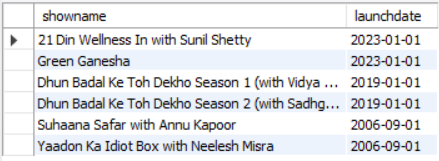 showname launchdate
21 Din Wellness In with Sunil Shetty 2023-01-01
Green Ganesha 2023-01-01
Dhun Badal Ke Toh Dekho Season 1 (with Vidya ... 2019-01-01
Dhun Badal Ke Toh Dekho Season 2 (with Sadhg... 2019-01-01
Suhaana Safar with Annu Kapoor 2006-09-01
Yaadon Ka Idiot Box with Neelesh Misra 2006-09-01